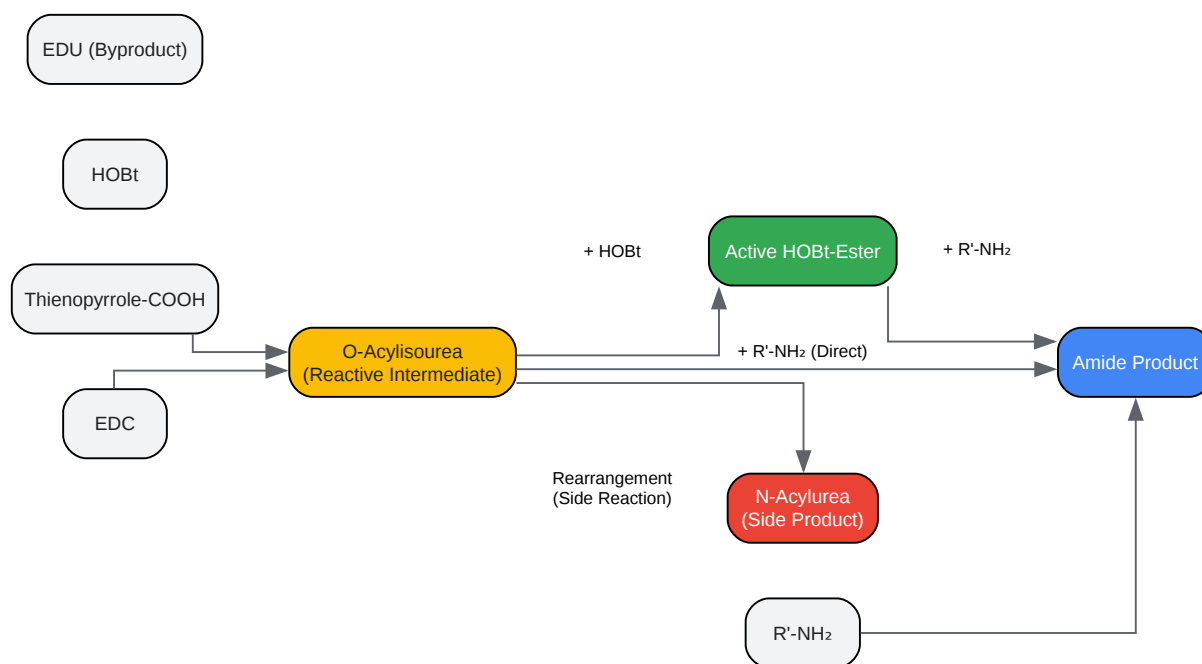 EDU (Byproduct)
HOBt
Thienopyrrole-COOH
EDC
O-Acylisourea
(Reactive Intermediate)
+ HOBt
Active HOBt-Ester
+ R'-NH₂
+ R'-NH₂ (Direct)
Amide Product
Rearrangement
(Side Reaction)
N-Acylurea
(Side Product)
R'-NH₂